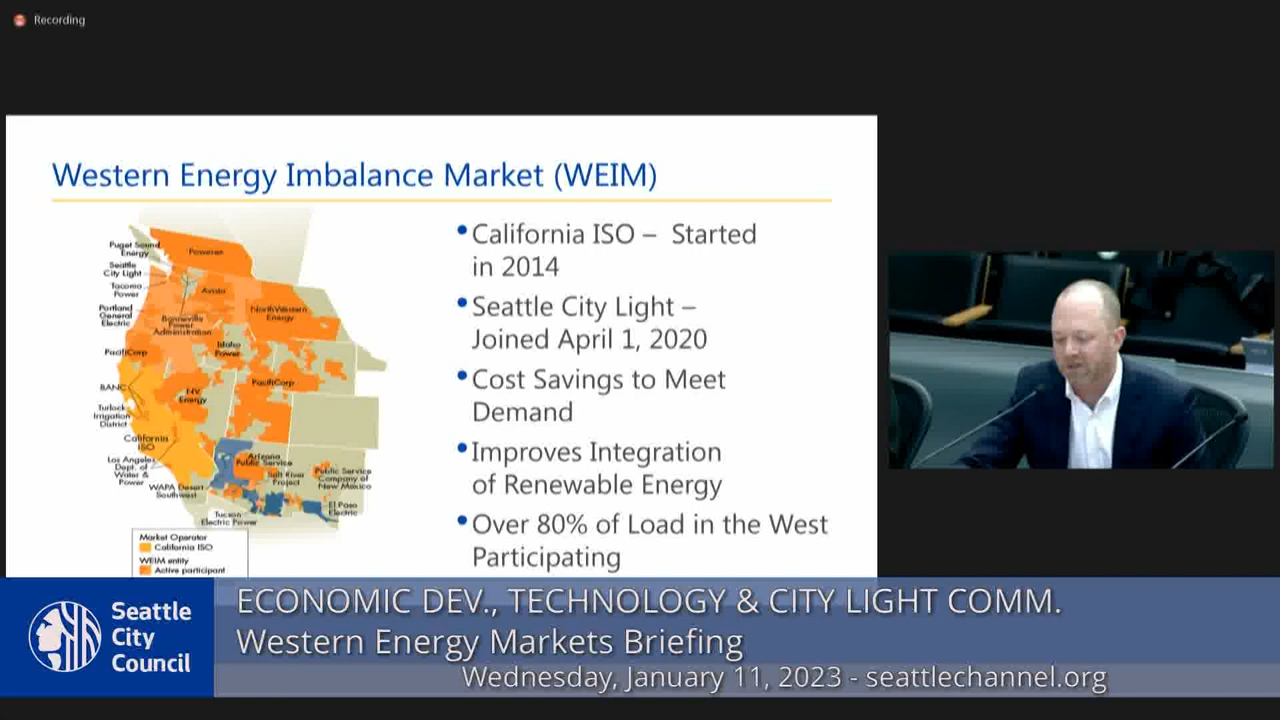 Recording
Western Energy Imbalance Market (WEIM)
Puget Sound
Energy
Seattle
City Light
Tacoma
Power
Portland
General
Electric
PacifiCorp
BANC
Turlock
Irrigation
District
California
ISO
Los Angeles
Dept. of
Water &
Power
WAPA Desert
Southwest
Tucson
Electric Power
Powerex
Avista
Bonneville
Power
Administration
NorthWestern
Energy
Idaho
Power
PacifiCorp
NV
Energy
Arizona
Public Service
Salt River
Project
Public Service
Company of
New Mexico
El Paso
Electric
Market Operator
California ISO
WEIM entity
Active participant
• California ISO – Started
in 2014
• Seattle City Light –
Joined April 1, 2020
• Cost Savings to Meet
Demand
• Improves Integration
of Renewable Energy
• Over 80% of Load in the West
Participating
Seattle
City
Council
ECONOMIC DEV., TECHNOLOGY & CITY LIGHT COMM.
Western Energy Markets Briefing
Wednesday, January 11, 2023 - seattlechannel.org